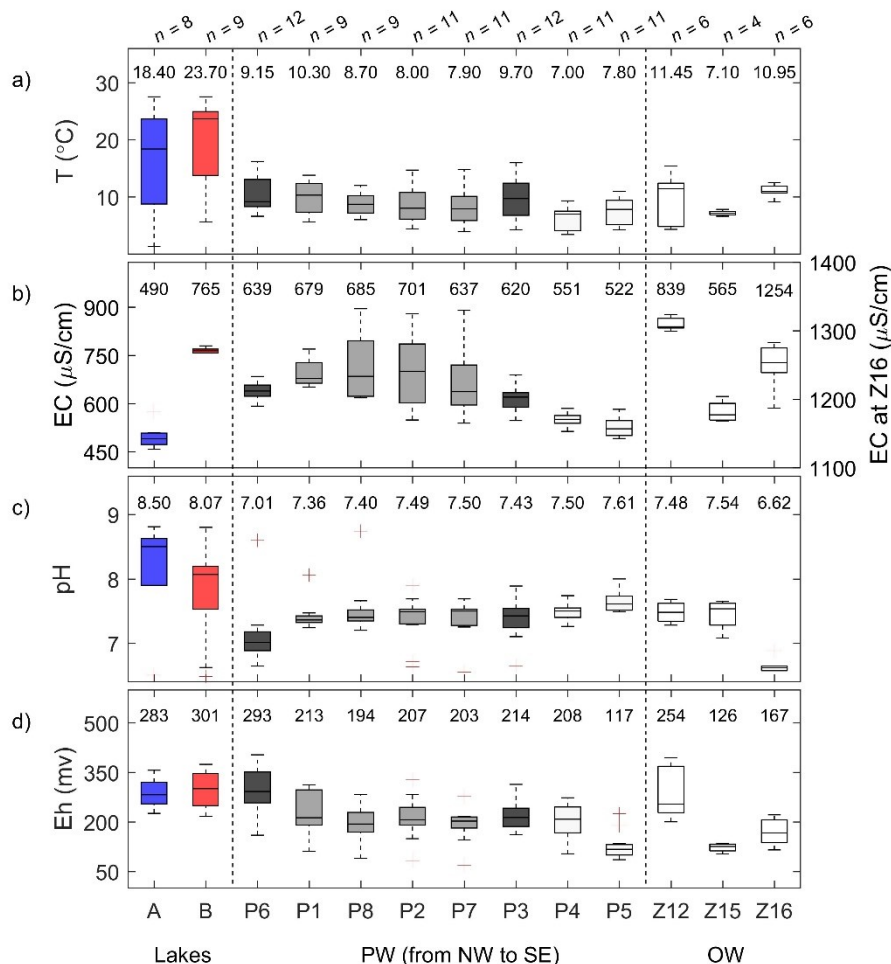 n = 8 n = 9 n = 12 n = 9 n = 9 n = 11 n = 11 n = 12 n = 11 n = 11 n = 6 n = 4 n = 6
a)
18.40 23.70 9.15 10.30 8.70 8.00 7.90 9.70 7.00 7.80 11.45 7.10 10.95
T (°C)
30
20
10
b)
490 765 639 679 685 701 637 620 551 522 839 565 1254
EC (µS/cm)
900
750
600
450
1400
1300
1200
1100
EC at Z16 (µS/cm)
c)
8.50 8.07 7.01 7.36 7.40 7.49 7.50 7.43 7.50 7.61 7.48 7.54 6.62
pH
9
8
7
d)
283 301 293 213 194 207 203 214 208 117 254 126 167
Eh (mv)
500
350
200
50
A B P6 P1 P8 P2 P7 P3 P4 P5 Z12 Z15 Z16
Lakes PW (from NW to SE) OW